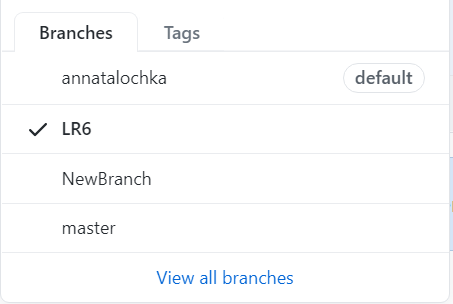 Branches Tags
annatalochka default
LR6
NewBranch
master
View all branches